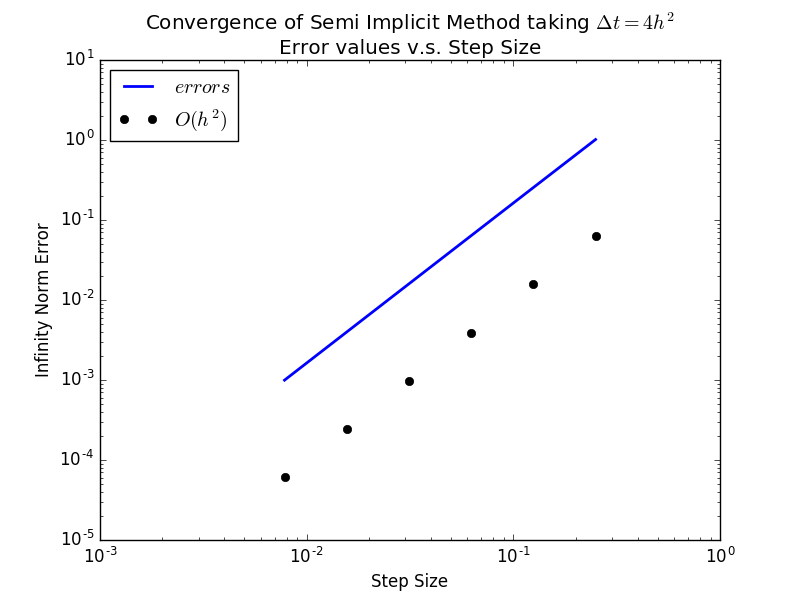 Convergence of Semi Implicit Method taking Δt = 4h²
Error values v.s. Step Size
errors
O(h²)
10¹
10⁰
10⁻¹
10⁻²
10⁻³
10⁻⁴
10⁻⁵
Infinity Norm Error
10⁻³
10⁻²
10⁻¹
10⁰
Step Size